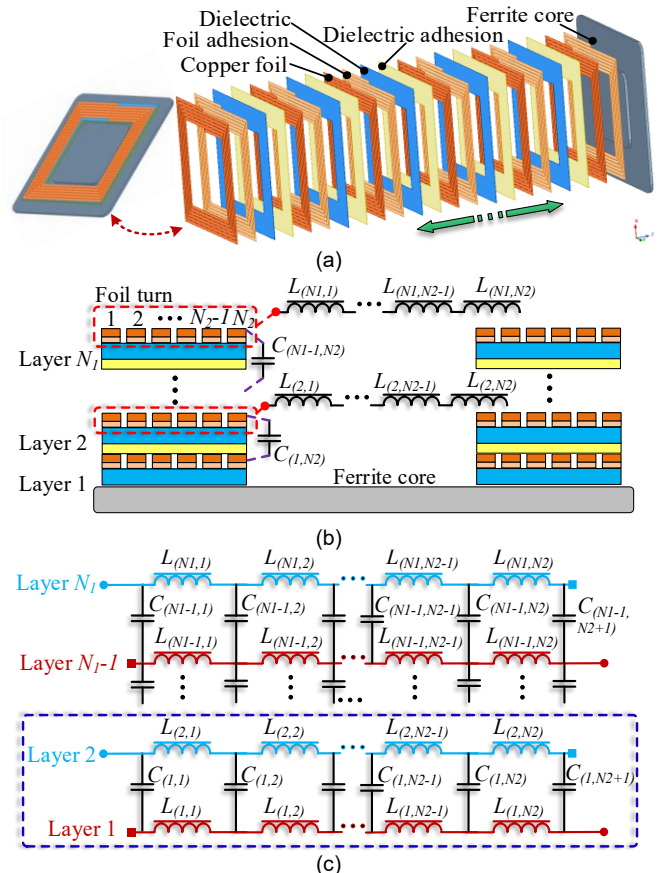 Dielectric
Ferrite core
Foil adhesion
Dielectric adhesion
Copper foil
(a)
Foil turn
1 2 ••• N2-1 N2
L(N1,1) ••• L(N1,N2-1) L(N1,N2)
Layer N1
C(N1-1,N2)
L(2,1) ••• L(2,N2-1) L(2,N2)
Layer 2
C(1,N2)
Layer 1
Ferrite core
(b)
L(N1,1) L(N1,2) L(N1,N2-1) L(N1,N2)
Layer N1
C(N1-1,1) C(N1-1,2) C(N1-1,N2-1) C(N1-1,N2) C(N1-1,
N2+1)
L(N1-1,1) L(N1-1,2) L(N1-1,N2-1) L(N1-1,N2)
Layer N1-1
L(2,1) L(2,2) L(2,N2-1) L(2,N2)
Layer 2
C(1,1) C(1,2) C(1,N2-1) C(1,N2) C(1,N2+1)
L(1,1) L(1,2) L(1,N2-1) L(1,N2)
Layer 1
(c)